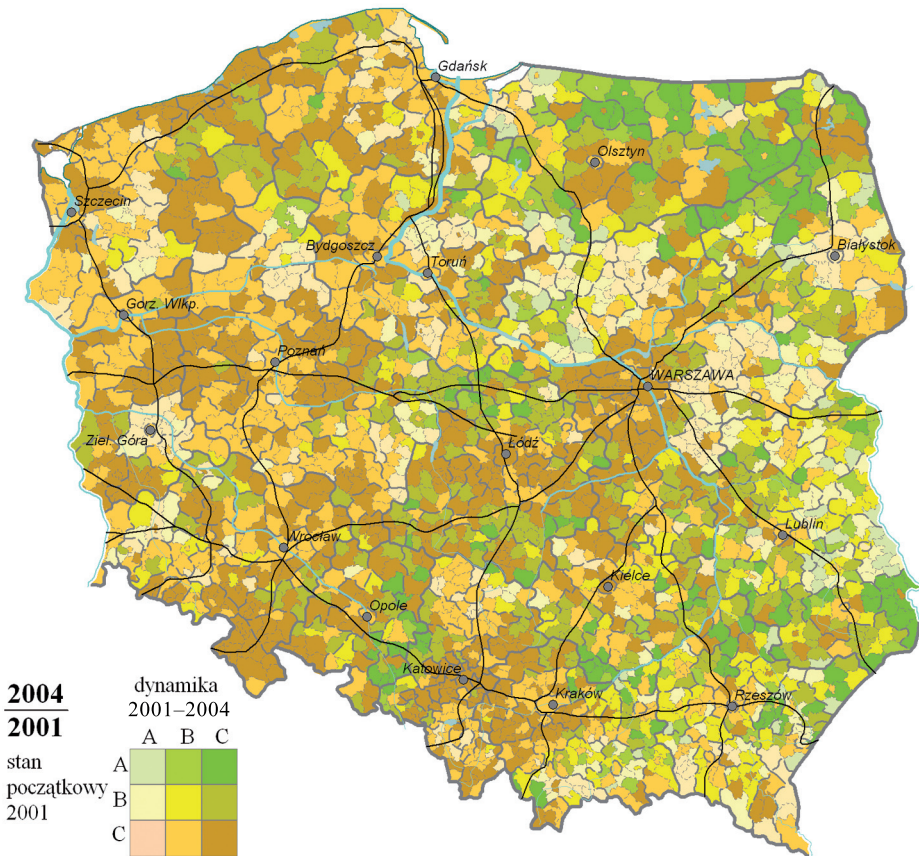 Gdańsk
Olsztyn
Szczecin
Bydgoszcz
Białystok
Toruń
Gorz. Wlkp.
Poznań
WARSZAWA
Ziel. Góra
Łódź
Lublin
Wrocław
Kielce
Opole
Katowice
Kraków
Rzeszów
2004
2001
stan
początkowy
2001
dynamika
2001–2004
A B C
A
B
C